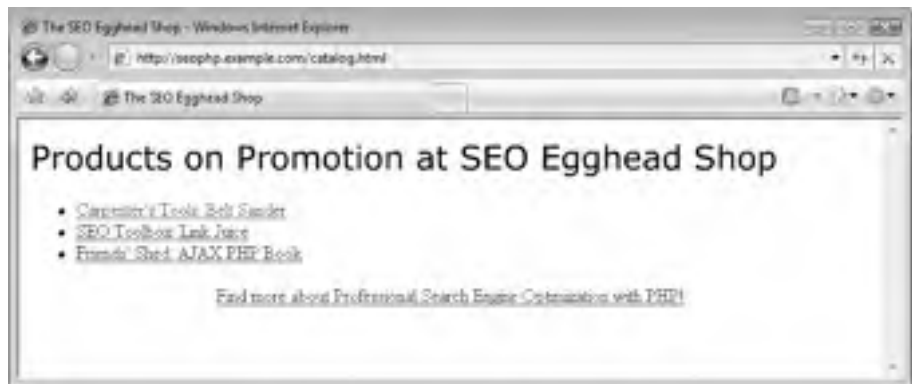 The SEO Egghead Shop - Windows Internet Explorer
http://seophp.example.com/catalog.html
The SEO Egghead Shop
Products on Promotion at SEO Egghead Shop
• Carpenter's Tools: Belt Sander
• SEO Toolbox: Link Juice
• Friends' Shed: AJAX PHP Book
Find more about Professional Search Engine Optimization with PHP!